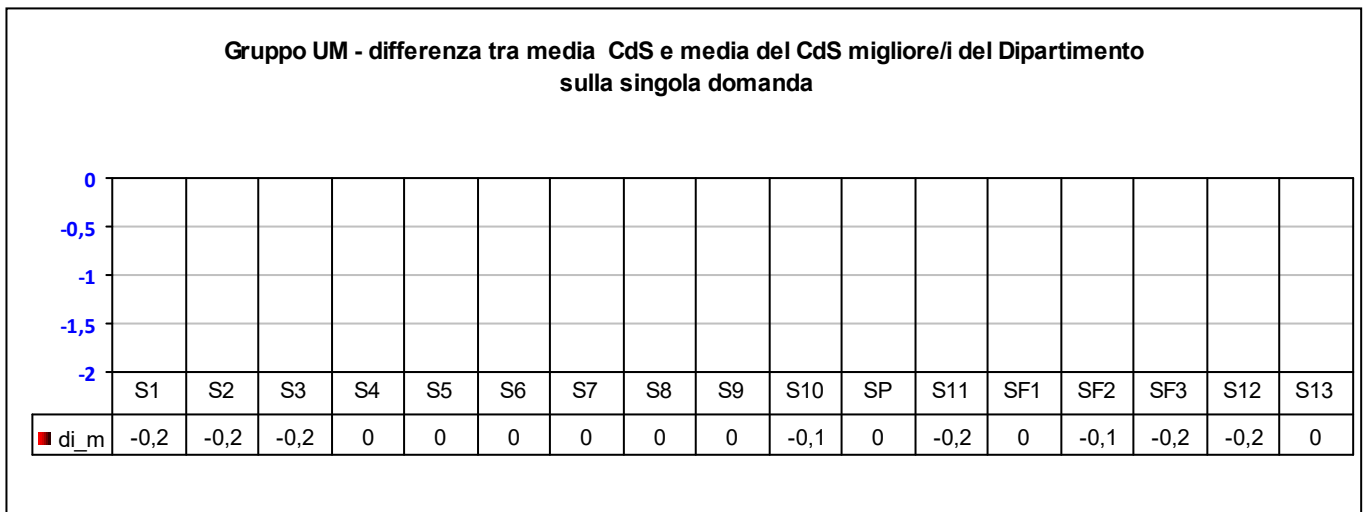 Gruppo UM - differenza tra media CdS e media del CdS migliore/i del Dipartimento
sulla singola domanda
0
-0,5
-1
-1,5
-2
S1 S2 S3 S4 S5 S6 S7 S8 S9 S10 SP S11 SF1 SF2 SF3 S12 S13
di_m -0,2 -0,2 -0,2 0 0 0 0 0 0 -0,1 0 -0,2 0 -0,1 -0,2 -0,2 0